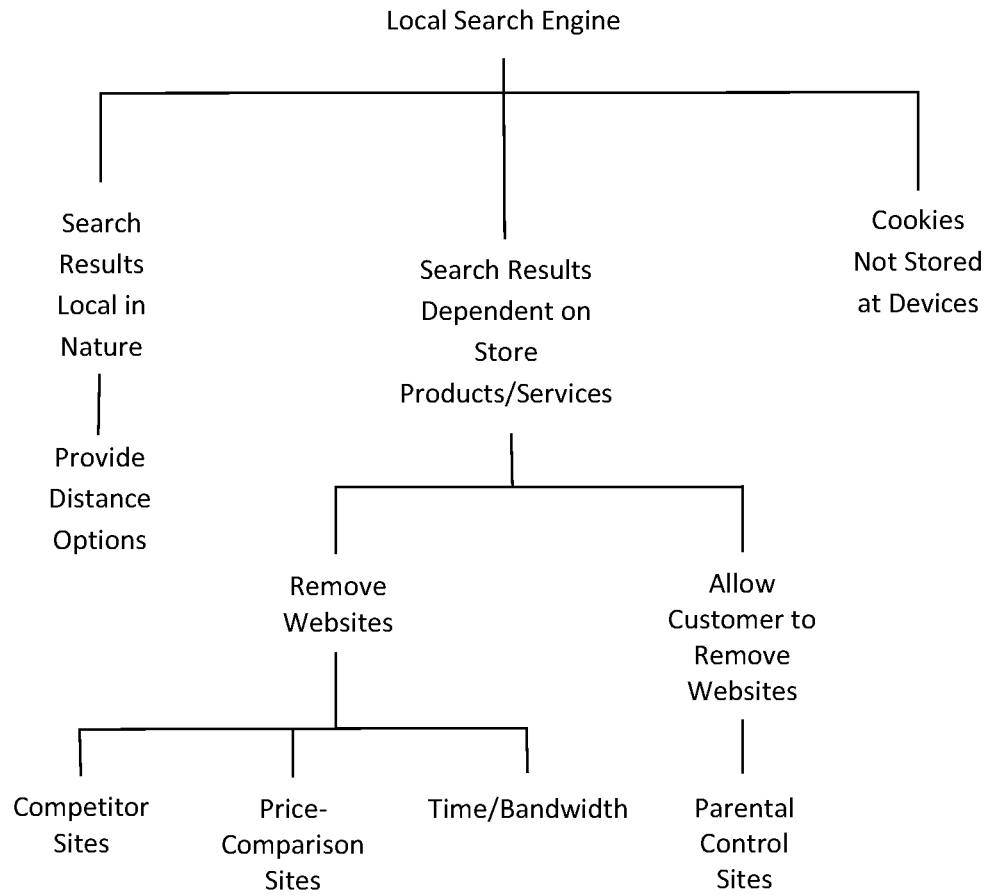 Local Search Engine
Search
Results
Local in
Nature
Provide
Distance
Options
Search Results
Dependent on
Store
Products/Services
Cookies
Not Stored
at Devices
Remove
Websites
Allow
Customer to
Remove
Websites
Competitor
Sites
Price-
Comparison
Sites
Time/Bandwidth
Parental
Control
Sites